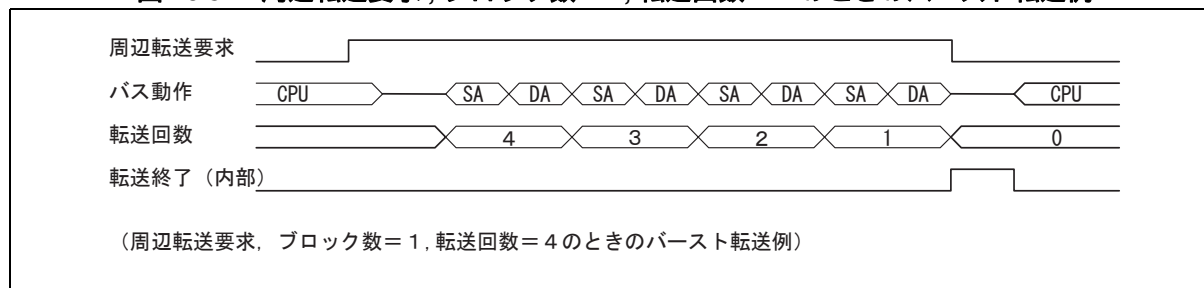 周辺転送要求
バス動作 CPU SA DA SA DA SA DA SA DA CPU
転送回数 4 3 2 1 0
転送終了（内部）
（周辺転送要求，ブロック数＝１,転送回数＝４のときのバースト転送例）